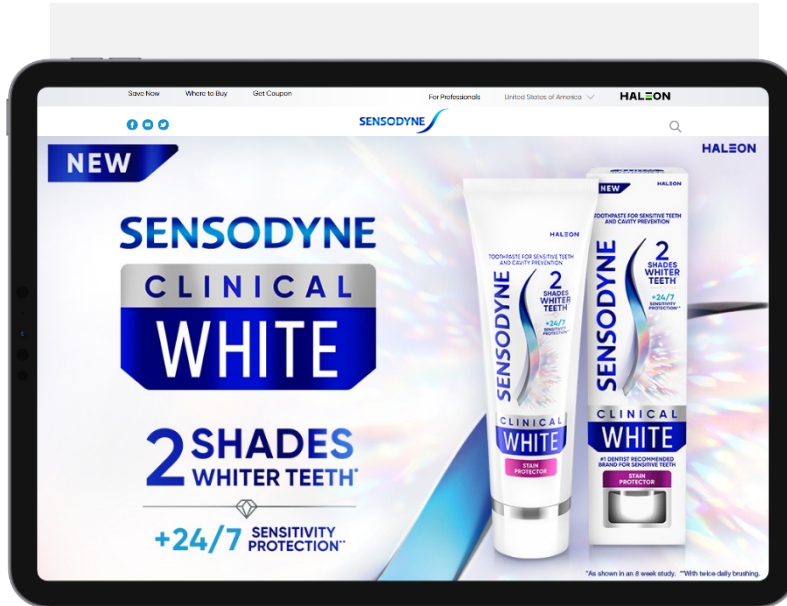 Save Now Where to Buy Get Coupon For Professionals United States of America HALEON
SENSODYNE
NEW
HALEON
SENSODYNE
CLINICAL
WHITE
2 SHADES
WHITER TEETH*
+24/7 SENSITIVITY
PROTECTION**
HALEON
TOOTHPASTE FOR SENSITIVE TEETH
AND CAVITY PREVENTION
SENSODYNE
2
SHADES
WHITER
TEETH
+24/7
SENSITIVITY
PROTECTION**
CLINICAL
WHITE
STAIN
PROTECTOR
NEW
HALEON
TOOTHPASTE FOR SENSITIVE TEETH
AND CAVITY PREVENTION
SENSODYNE
2
SHADES
WHITER
TEETH
+24/7
SENSITIVITY
PROTECTION**
CLINICAL
WHITE
#1 DENTIST RECOMMENDED
BRAND FOR SENSITIVE TEETH
STAIN
PROTECTOR
*As shown in an 8 week study. **With twice daily brushing.